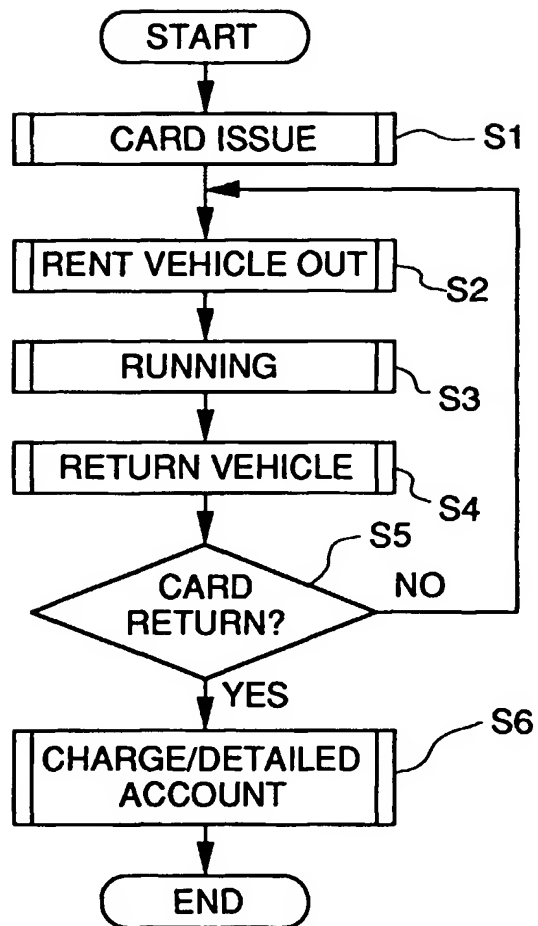 START
CARD ISSUE
S1
RENT VEHICLE OUT
S2
RUNNING
S3
RETURN VEHICLE
S4
S5
CARD
RETURN?
NO
YES
CHARGE/DETAILED
ACCOUNT
S6
END